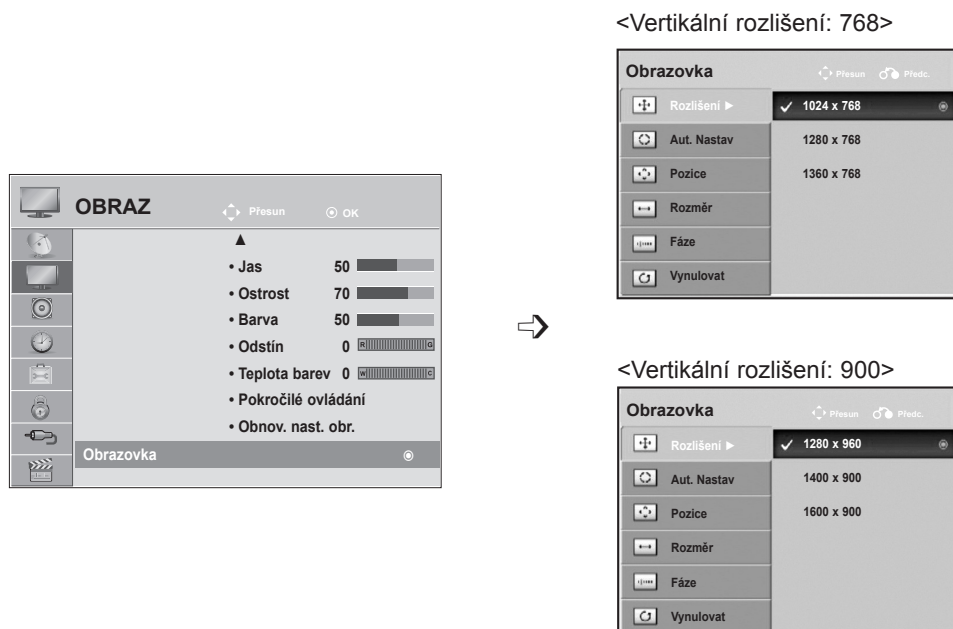 <Vertikální rozlišení: 768>
Obrazovka Přesun Předc.
Rozlišení ► ✓ 1024 x 768
Aut. Nastav 1280 x 768
Pozice 1360 x 768
Rozměr
Fáze
Vynulovat
OBRAZ Přesun OK
▲
• Jas 50
• Ostrost 70
• Barva 50
• Odstín 0 R G
• Teplota barev 0 W C
• Pokročilé ovládání
• Obnov. nast. obr.
Obrazovka
<Vertikální rozlišení: 900>
Obrazovka Přesun Předc.
Rozlišení ► ✓ 1280 x 960
Aut. Nastav 1400 x 900
Pozice 1600 x 900
Rozměr
Fáze
Vynulovat